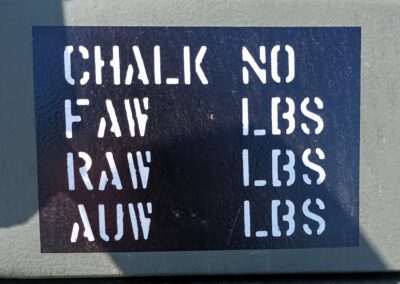 CHALK NO
FAW LBS
RAW LBS
AUW LBS